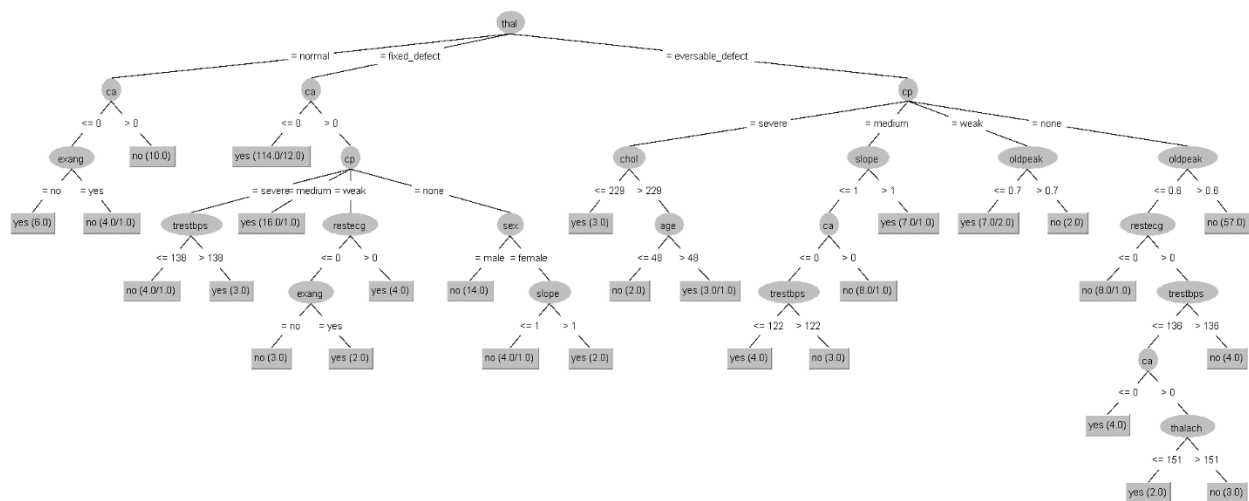 thal
= normal = fixed_defect = eversable_defect
ca ca cp
<= 0 > 0 <= 0 > 0 = severe = medium = weak = none
exang no (10.0) yes (114.0/12.0) cp chol slope oldpeak oldpeak
= no = yes = severe = medium = weak = none <= 229 > 229 <= 1 > 1 <= 0.7 > 0.7 <= 0.6 > 0.6
yes (6.0) no (4.0/1.0) trestbps yes (16.0/1.0) restecg sex yes (3.0) age ca yes (7.0/1.0) yes (7.0/2.0) no (2.0) restecg no (57.0)
<= 138 > 138 <= 0 > 0 = male = female <= 48 > 48 <= 0 > 0 <= 0 > 0
no (4.0/1.0) yes (3.0) exang yes (4.0) no (14.0) slope no (2.0) yes (3.0/1.0) trestbps no (8.0/1.0) no (8.0/1.0) trestbps
= no = yes <= 1 > 1 <= 122 > 122 <= 136 > 136
no (3.0) yes (2.0) no (4.0/1.0) yes (2.0) yes (4.0) no (3.0) ca no (4.0)
<= 0 > 0
yes (4.0) thalach
<= 151 > 151
yes (2.0) no (3.0)